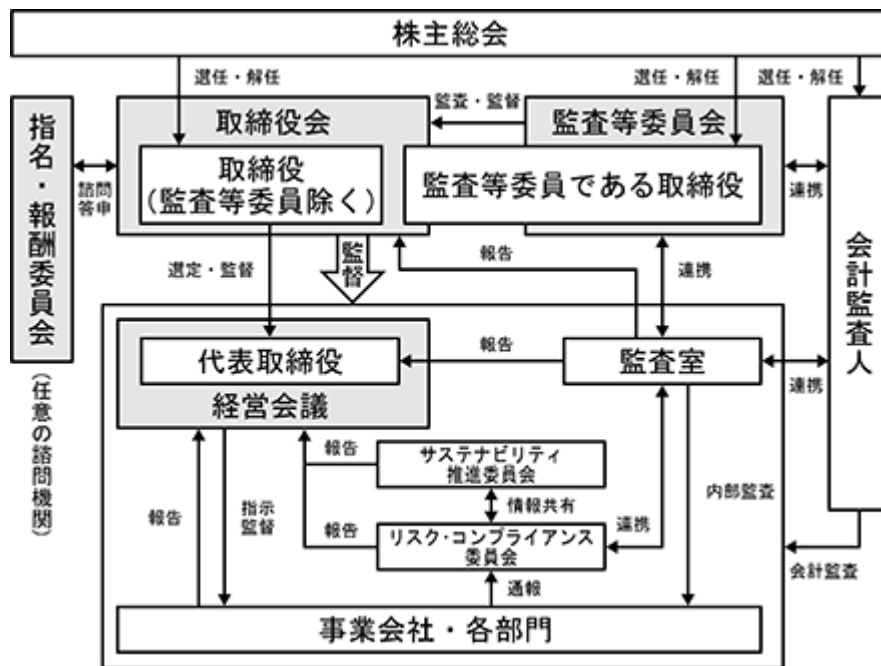 株主総会
選任・解任
選任・解任
選任・解任
指名・報酬委員会
(任意の諮問機関)
諮問
答申
取締役会
取締役
(監査等委員除く)
監査・監督
監査等委員会
監査等委員である取締役
連携
会計監査人
選定・監督
監督
報告
連携
代表取締役
経営会議
報告
監査室
連携
報告
指示
監督
報告
サステナビリティ
推進委員会
情報共有
報告
リスク・コンプライアンス
委員会
連携
内部監査
会計監査
通報
事業会社・各部門